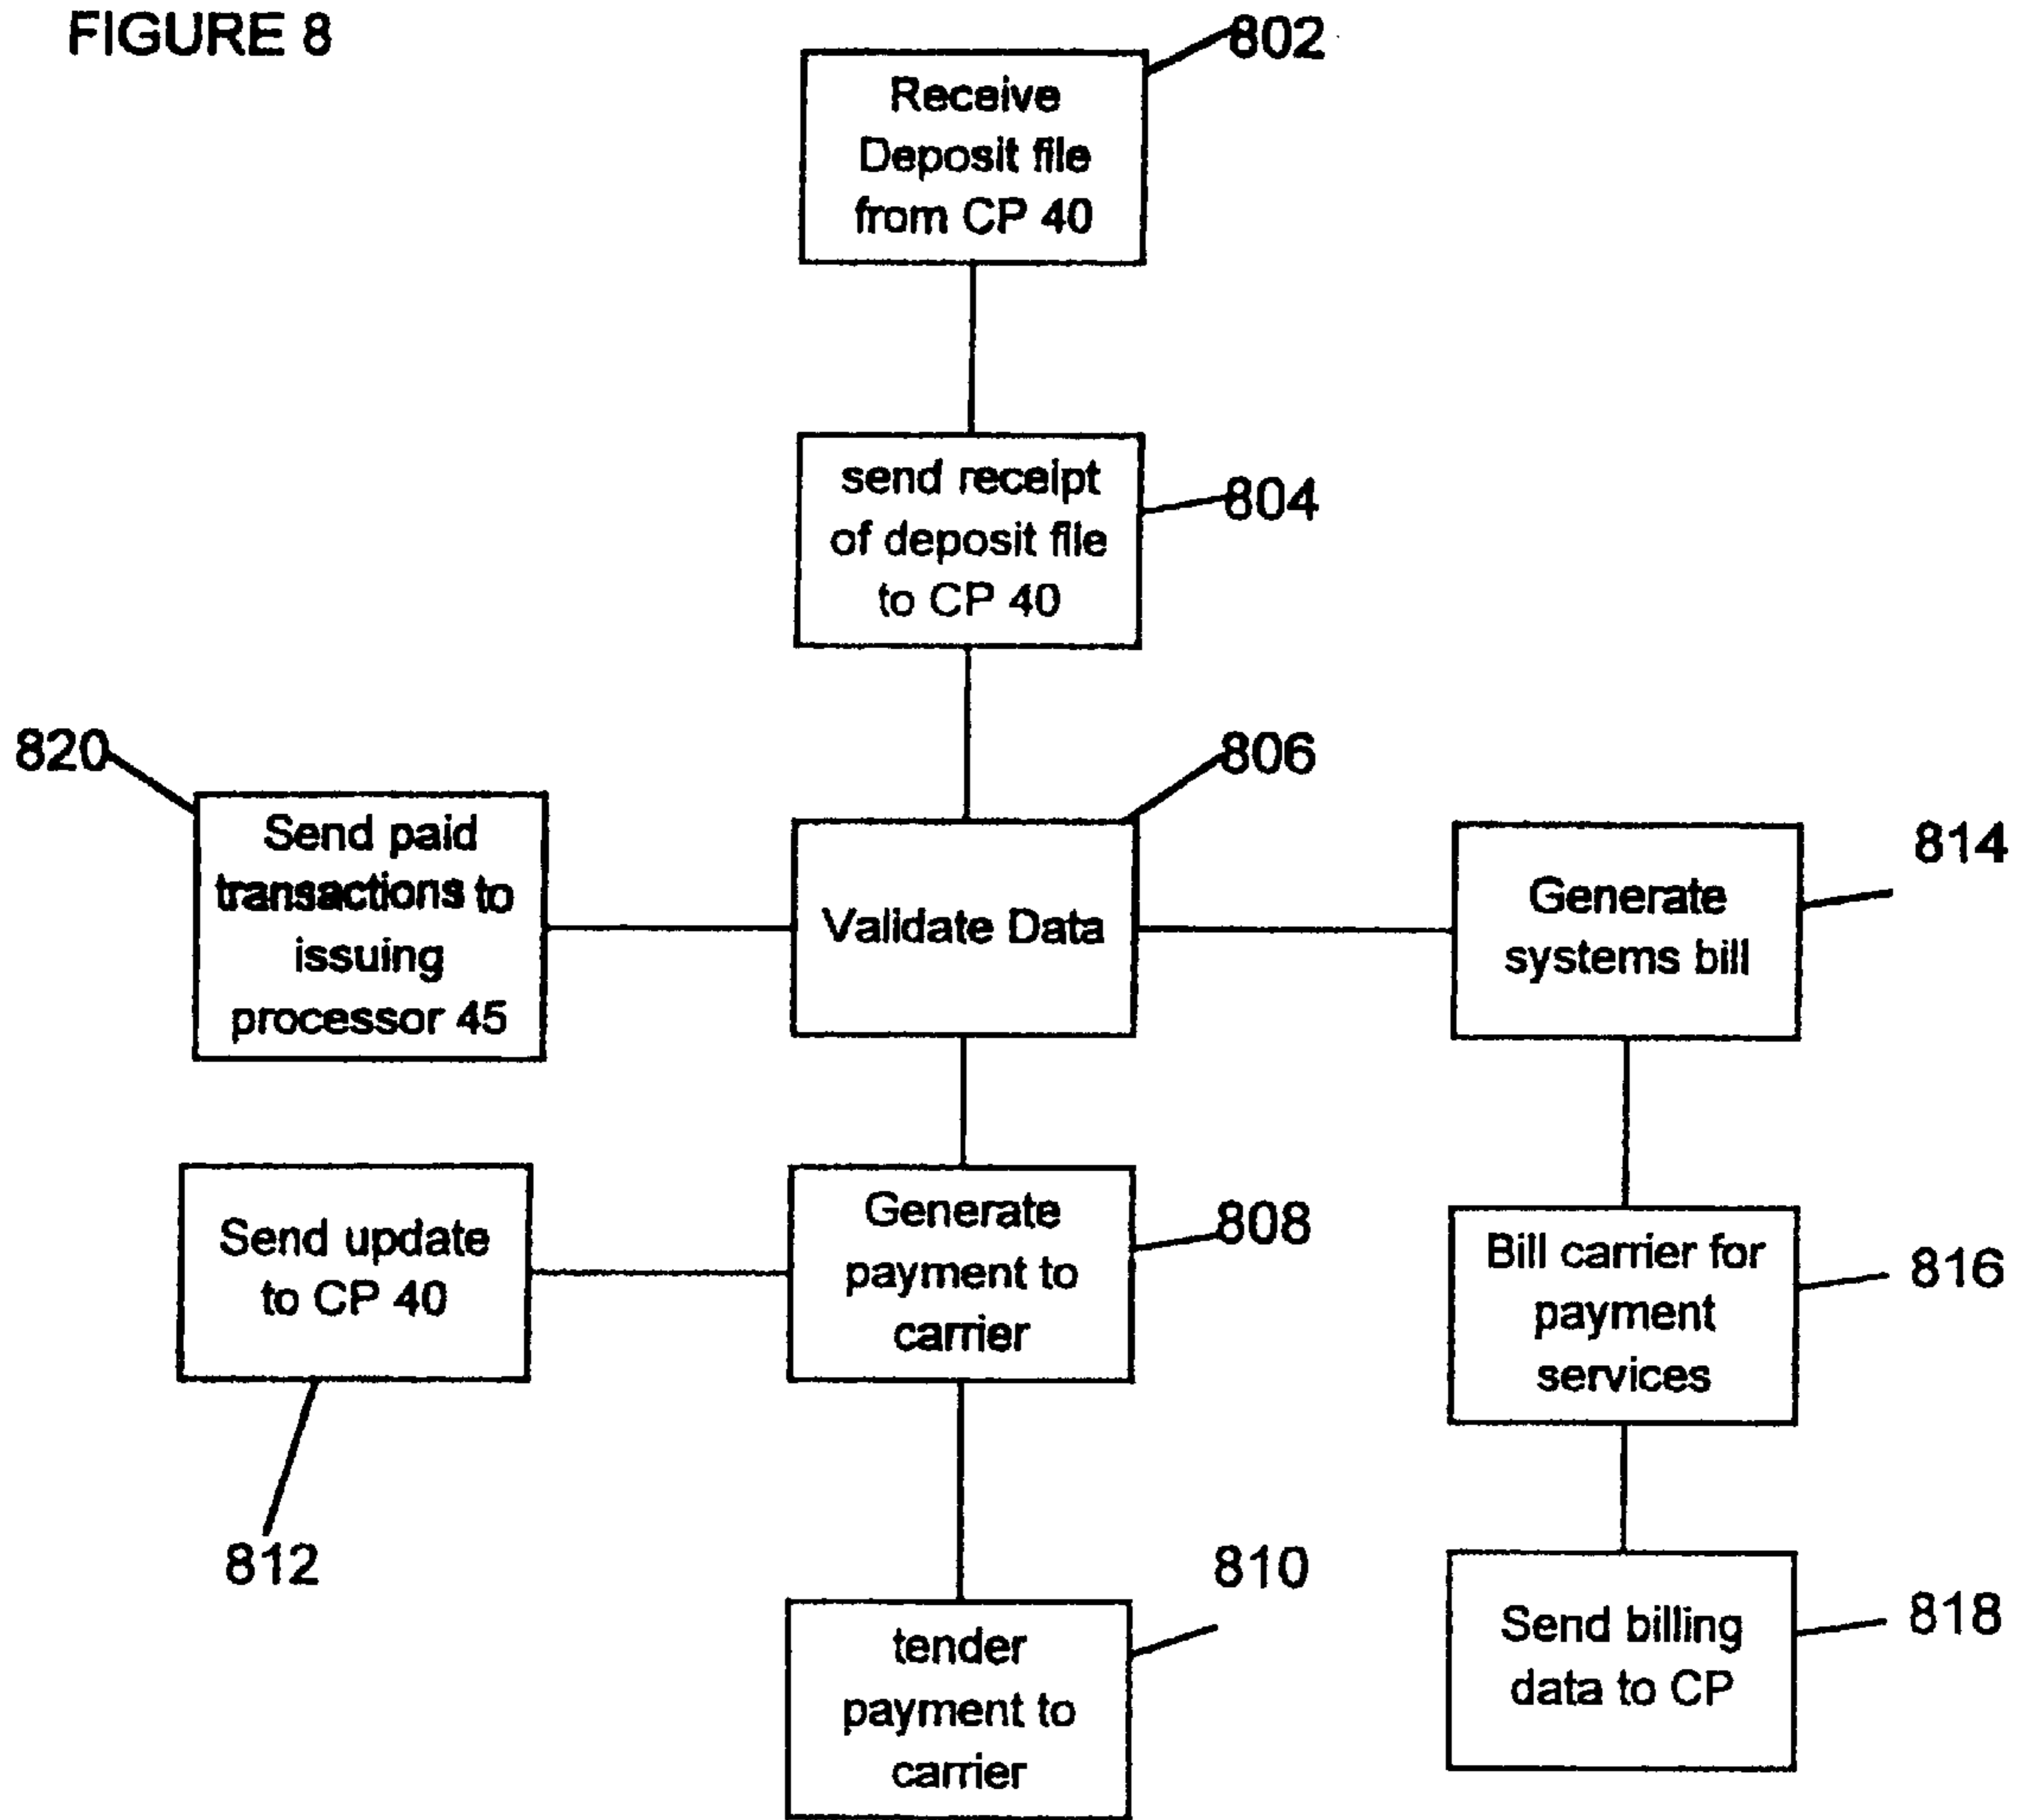 FIGURE 8
802
Receive
Deposit file
from CP 40
send receipt
of deposit file
to CP 40
804
820
806
Send paid
transactions to
issuing
processor 45
Validate Data
814
Generate
systems bill
Send update
to CP 40
812
Generate
payment to
carrier
808
Bill carrier for
payment
services
816
810
tender
payment to
carrier
Send billing
data to CP
818